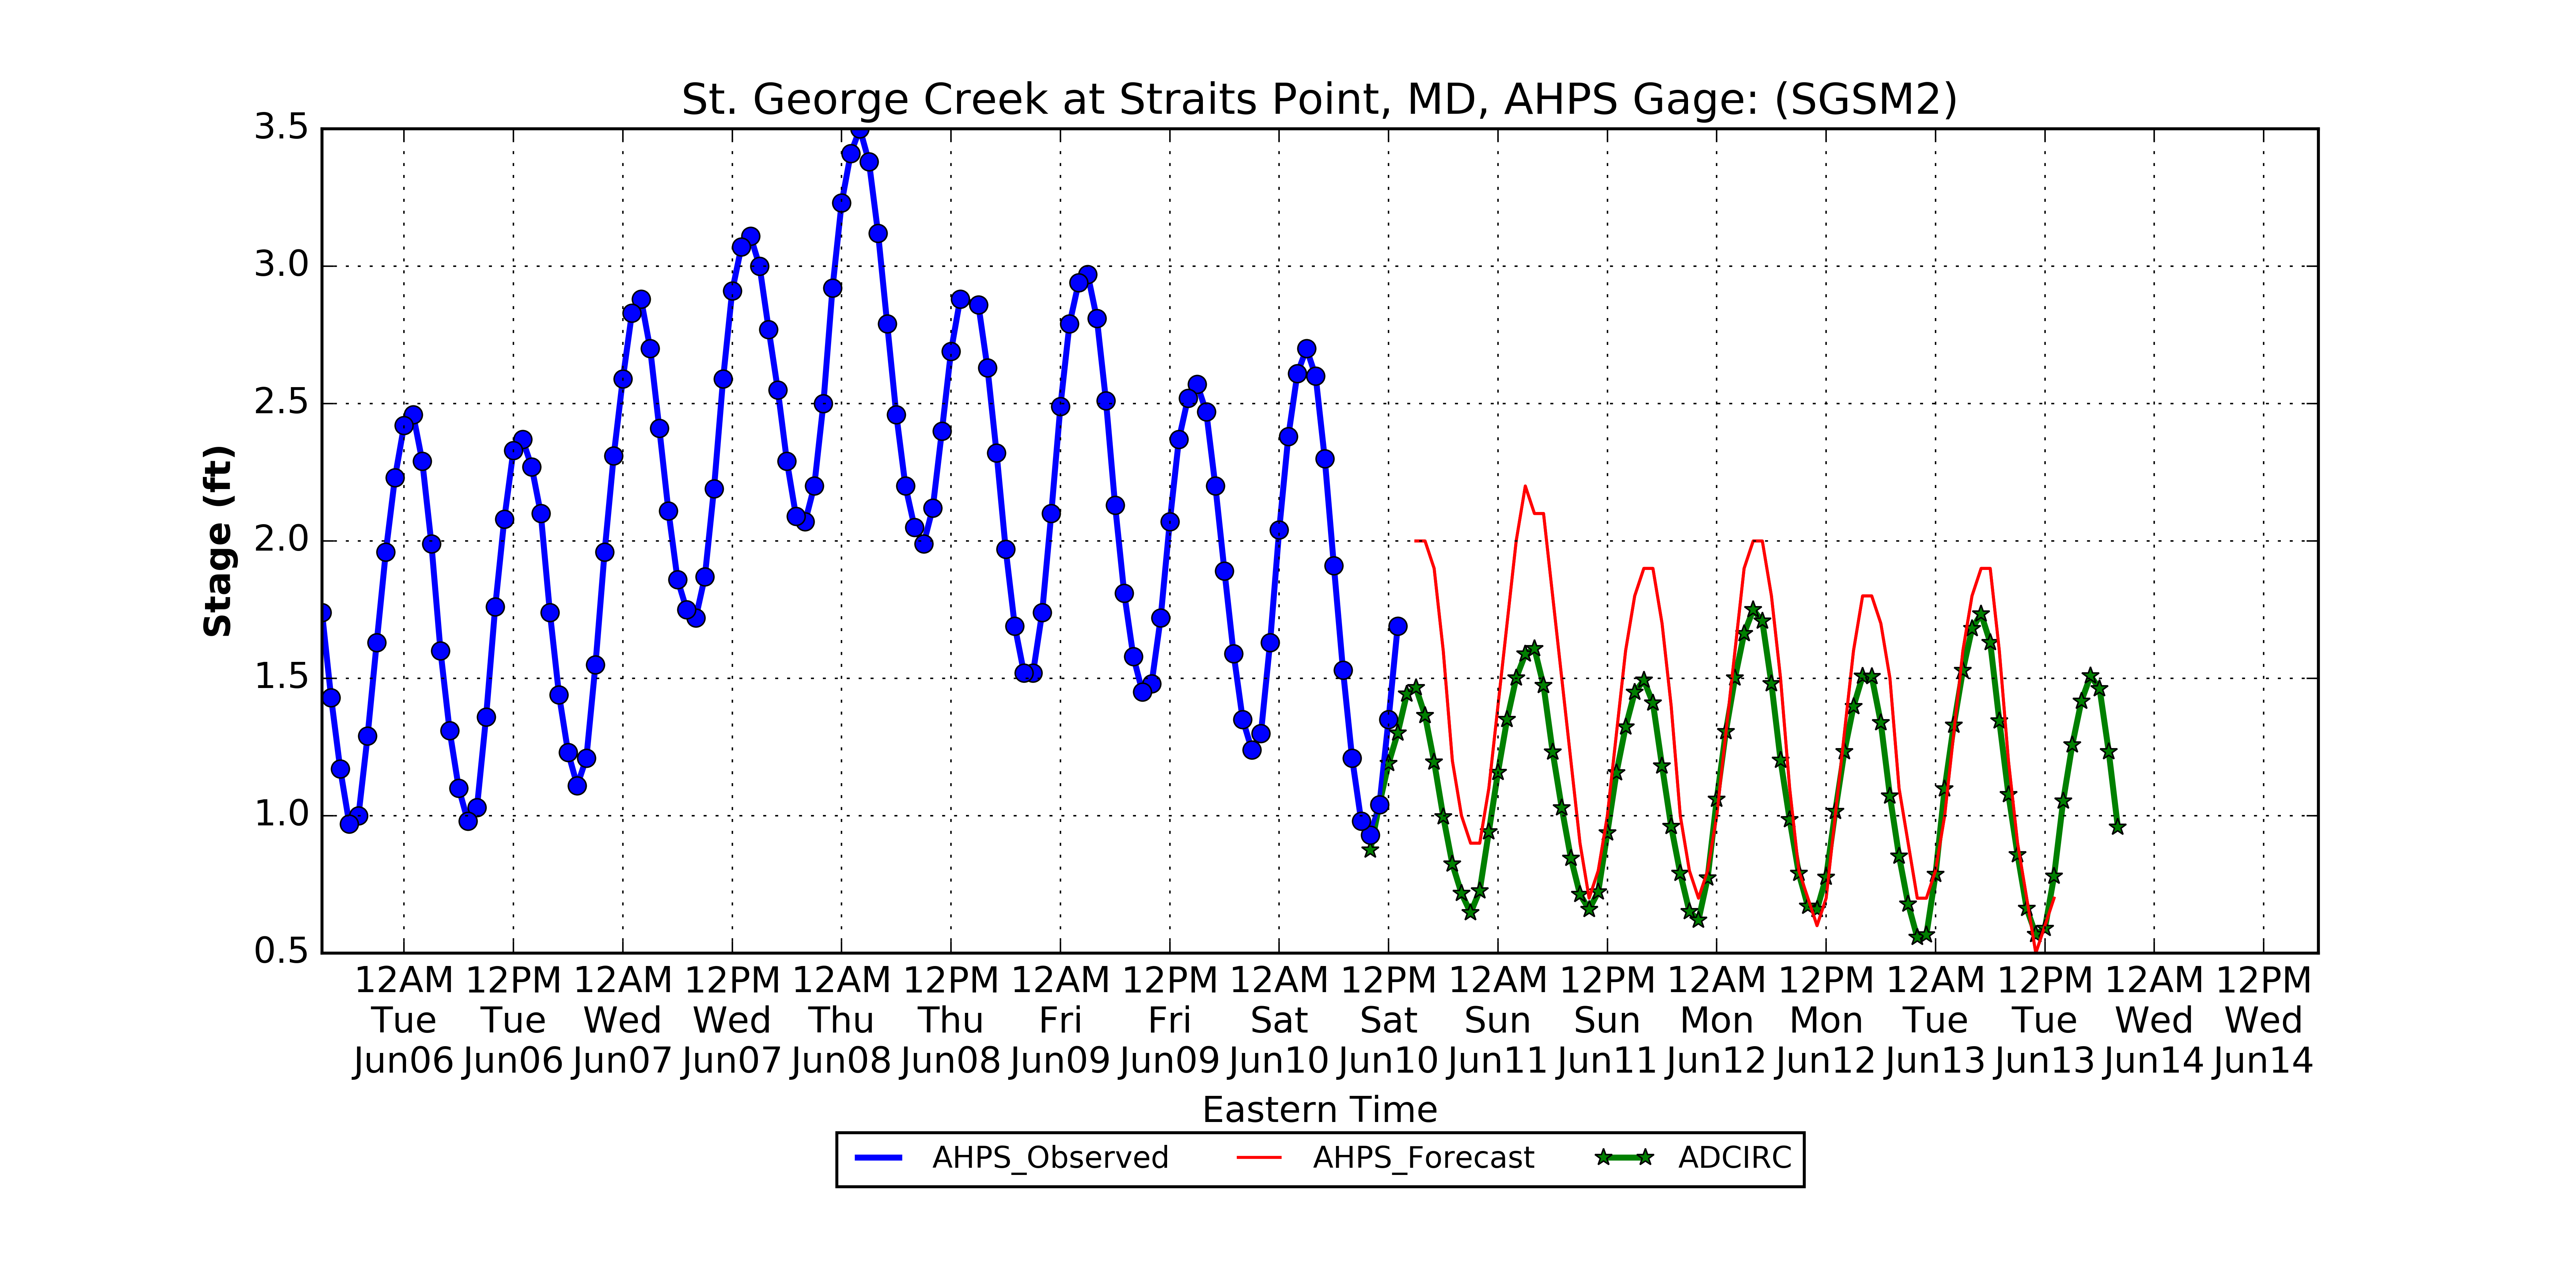 St. George Creek at Straits Point, MD, AHPS Gage: (SGSM2)
3.5
3.0
2.5
2.0
1.5
1.0
0.5
Stage (ft)
12AM 12PM 12AM 12PM 12AM 12PM 12AM 12PM 12AM 12PM 12AM 12PM 12AM 12PM 12AM 12PM 12AM 12PM
Tue Tue Wed Wed Thu Thu Fri Fri Sat Sat Sun Sun Mon Mon Tue Tue Wed Wed
Jun06 Jun06 Jun07 Jun07 Jun08 Jun08 Jun09 Jun09 Jun10 Jun10 Jun11 Jun11 Jun12 Jun12 Jun13 Jun13 Jun14 Jun14
Eastern Time
AHPS_Observed AHPS_Forecast ADCIRC